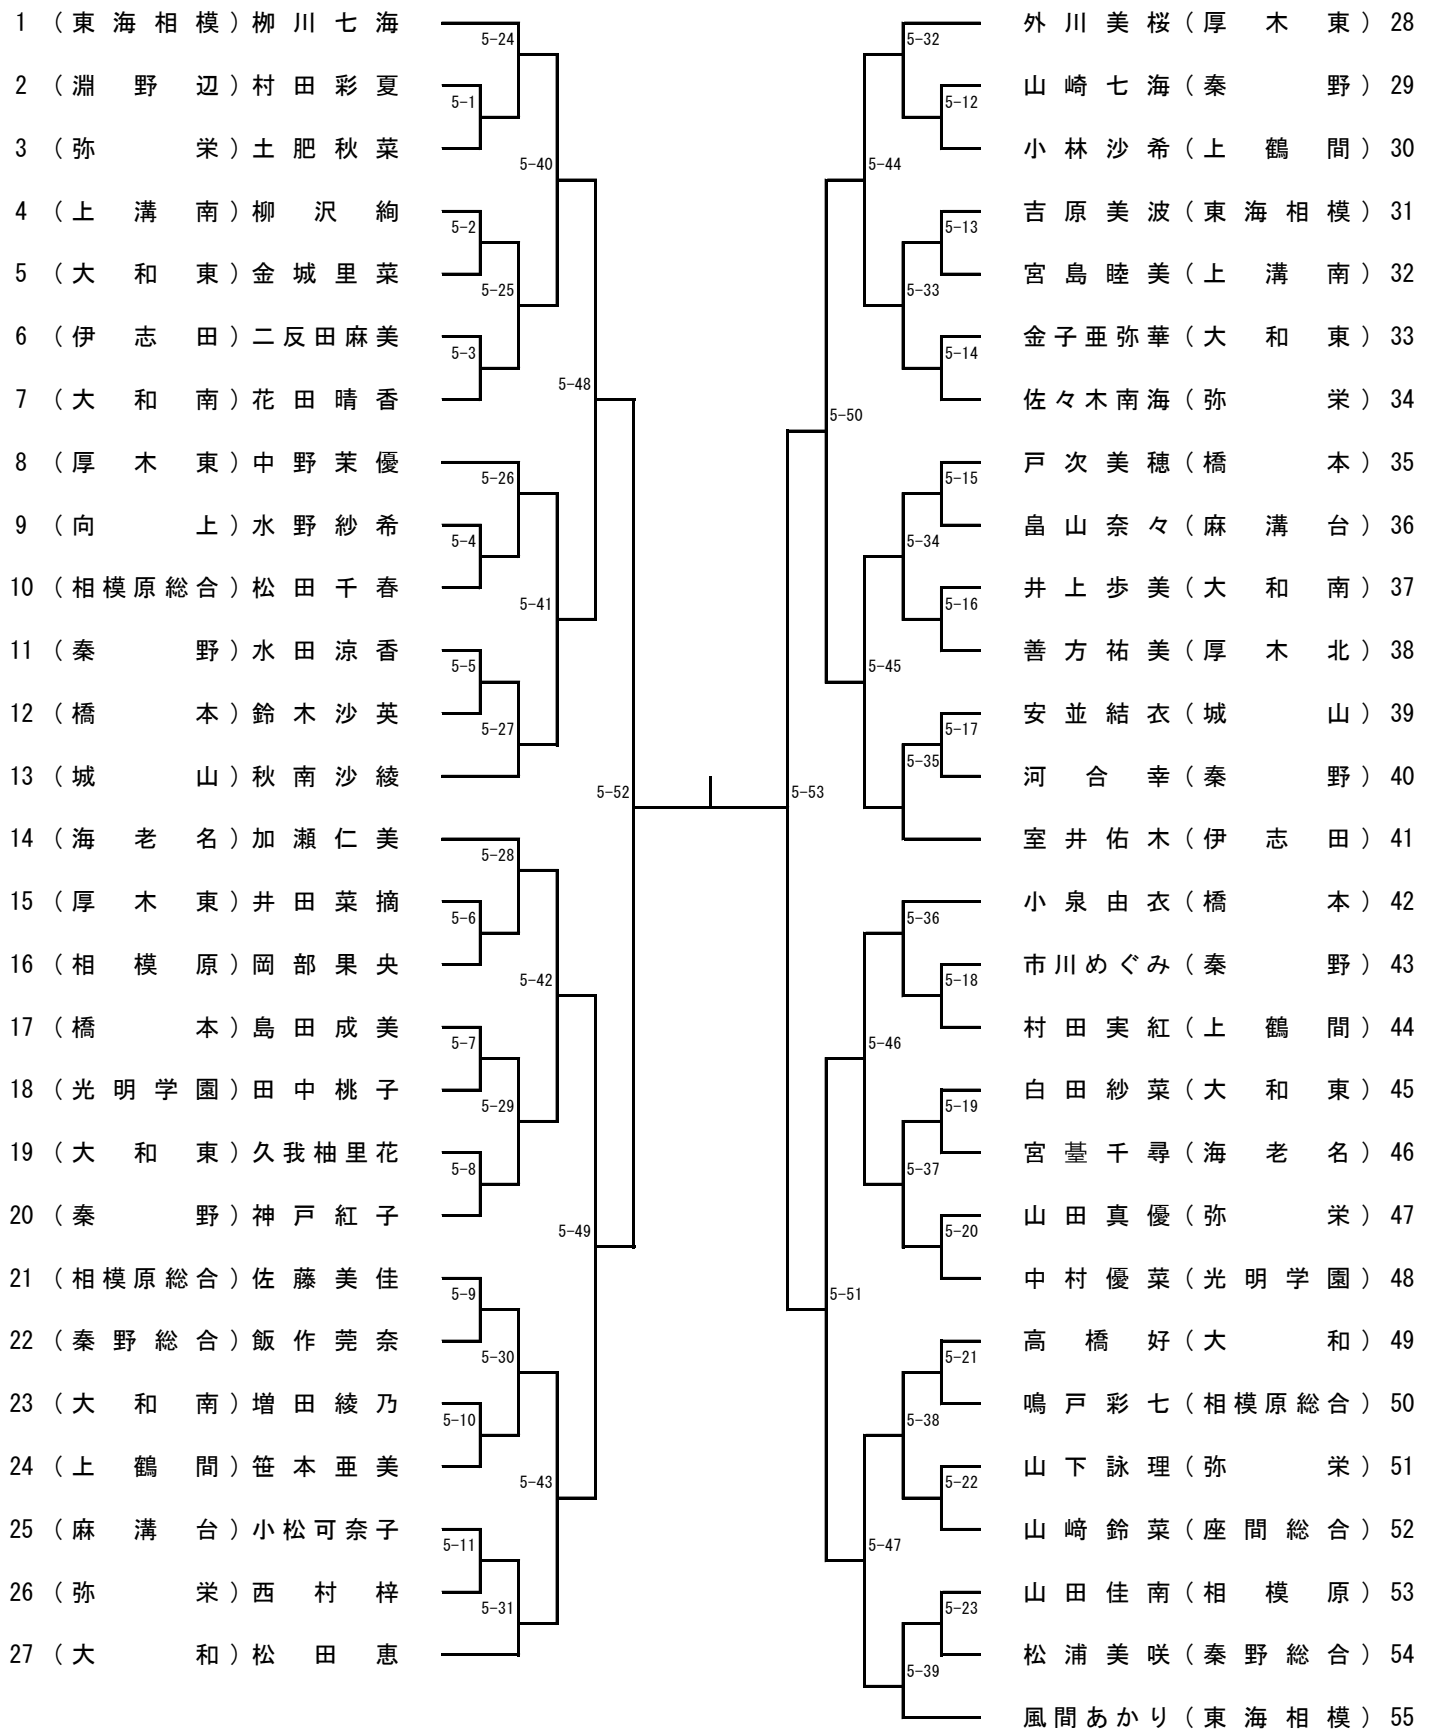 1 （東海相模）栁川七海
5-24
2 （淵野辺）村田彩夏
5-1
3 （弥栄）土肥秋菜
5-40
4 （上溝南）柳沢絢
5-2
5 （大和東）金城里菜
5-25
6 （伊志田）二反田麻美
5-3
5-48
7 （大和南）花田晴香
8 （厚木東）中野茉優
5-26
9 （向上）水野紗希
5-4
10 （相模原総合）松田千春
5-41
11 （秦野）水田涼香
5-5
12 （橋本）鈴木沙英
5-27
13 （城山）秋南沙綾
5-52
14 （海老名）加瀬仁美
5-28
15 （厚木東）井田菜摘
5-6
16 （相模原）岡部果央
5-42
17 （橋本）島田成美
5-7
18 （光明学園）田中桃子
5-29
19 （大和東）久我柚里花
5-8
20 （秦野）神戸紅子
5-49
21 （相模原総合）佐藤美佳
5-9
22 （秦野総合）飯作莞奈
5-30
23 （大和南）増田綾乃
5-10
24 （上鶴間）笹本亜美
5-43
25 （麻溝台）小松可奈子
5-11
26 （弥栄）西村梓
5-31
27 （大和）松田恵
外川美桜（厚木東） 28
5-32
山崎七海（秦野） 29
5-12
小林沙希（上鶴間） 30
5-44
吉原美波（東海相模） 31
5-13
宮島睦美（上溝南） 32
5-33
金子亜弥華（大和東） 33
5-14
佐々木南海（弥栄） 34
5-50
戸次美穂（橋本） 35
5-15
畠山奈々（麻溝台） 36
5-34
井上歩美（大和南） 37
5-16
善方祐美（厚木北） 38
5-45
安並結衣（城山） 39
5-17
5-35
河合幸（秦野） 40
5-53
室井佑木（伊志田） 41
小泉由衣（橋本） 42
5-36
市川めぐみ（秦野） 43
5-18
村田実紅（上鶴間） 44
5-46
白田紗菜（大和東） 45
5-19
宮䑓千尋（海老名） 46
5-37
山田真優（弥栄） 47
5-20
中村優菜（光明学園） 48
5-51
高橋好（大和） 49
5-21
鳴戸彩七（相模原総合） 50
5-38
山下詠理（弥栄） 51
5-22
山﨑鈴菜（座間総合） 52
5-47
山田佳南（相模原） 53
5-23
松浦美咲（秦野総合） 54
5-39
風間あかり（東海相模） 55